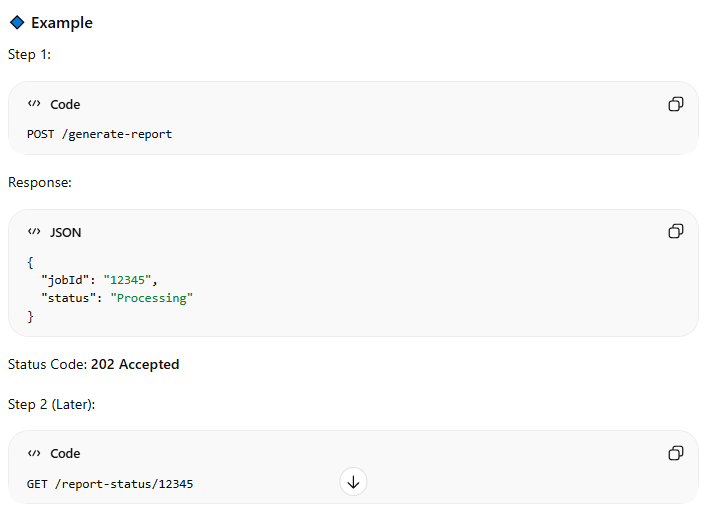 Example
Step 1:
Code
POST /generate-report
Response:
JSON
{
"jobId": "12345",
"status": "Processing"
}
Status Code: 202 Accepted
Step 2 (Later):
Code
GET /report-status/12345